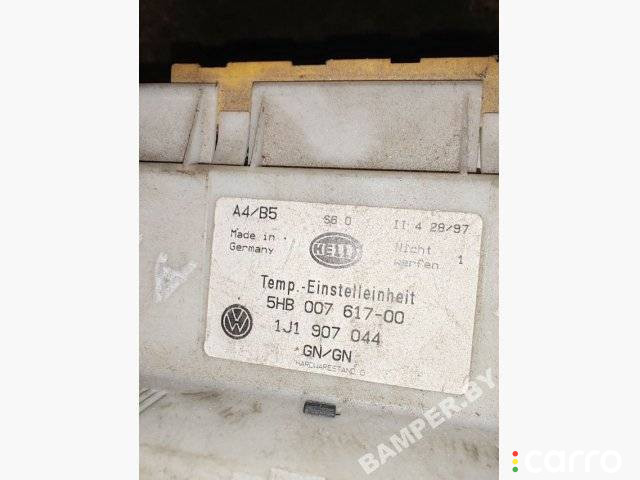 A4/B5 S6.0 II 4 28/97
Made in Germany
HELLA
Nicht werfen 1
Temp.-Einstelleinheit
5HB 007 617-00
1J1 907 044
GN/GN
HARDWARESTAND
BAMPER.BY
carro